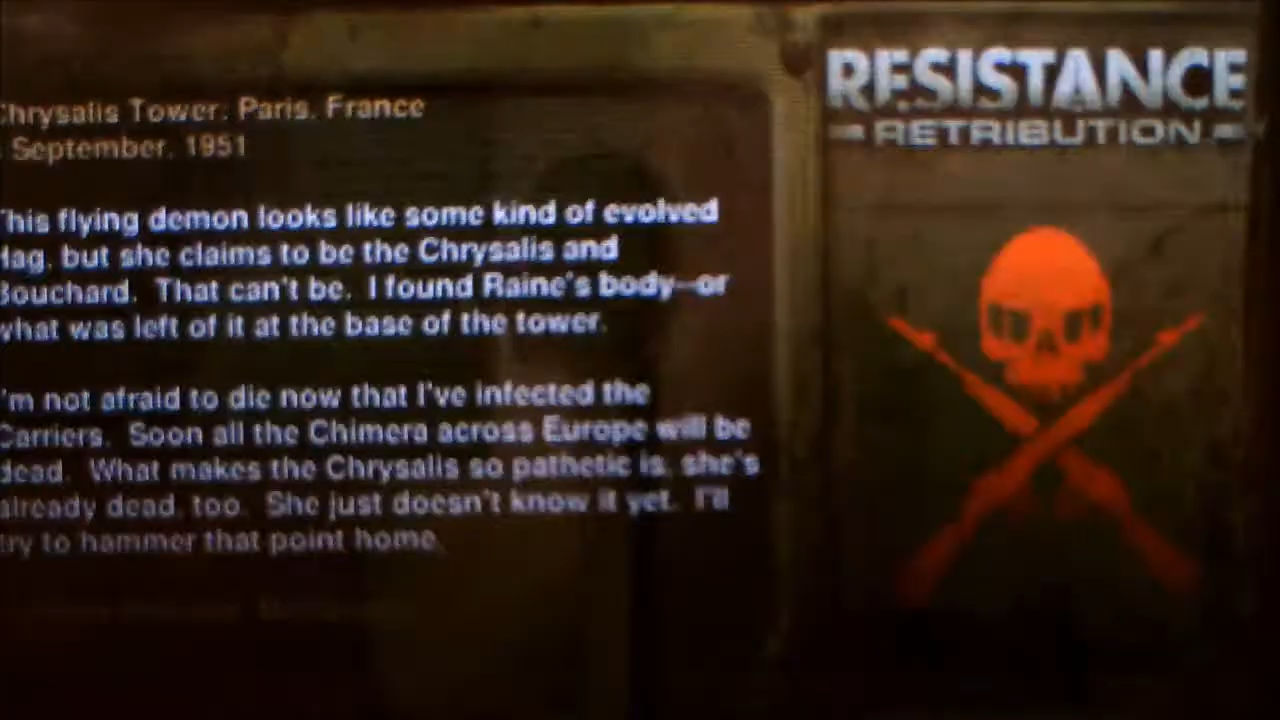 RESISTANCE
RETRIBUTION
Chrysalis Tower: Paris, France
September, 1951
This flying demon looks like some kind of evolved
Hag, but she claims to be the Chrysalis and
Bouchard. That can't be. I found Raine's body—or
what was left of it at the base of the tower.
I'm not afraid to die now that I've infected the
Carriers. Soon all the Chimera across Europe will be
dead. What makes the Chrysalis so pathetic is, she's
already dead, too. She just doesn't know it yet. I'll
try to hammer that point home.